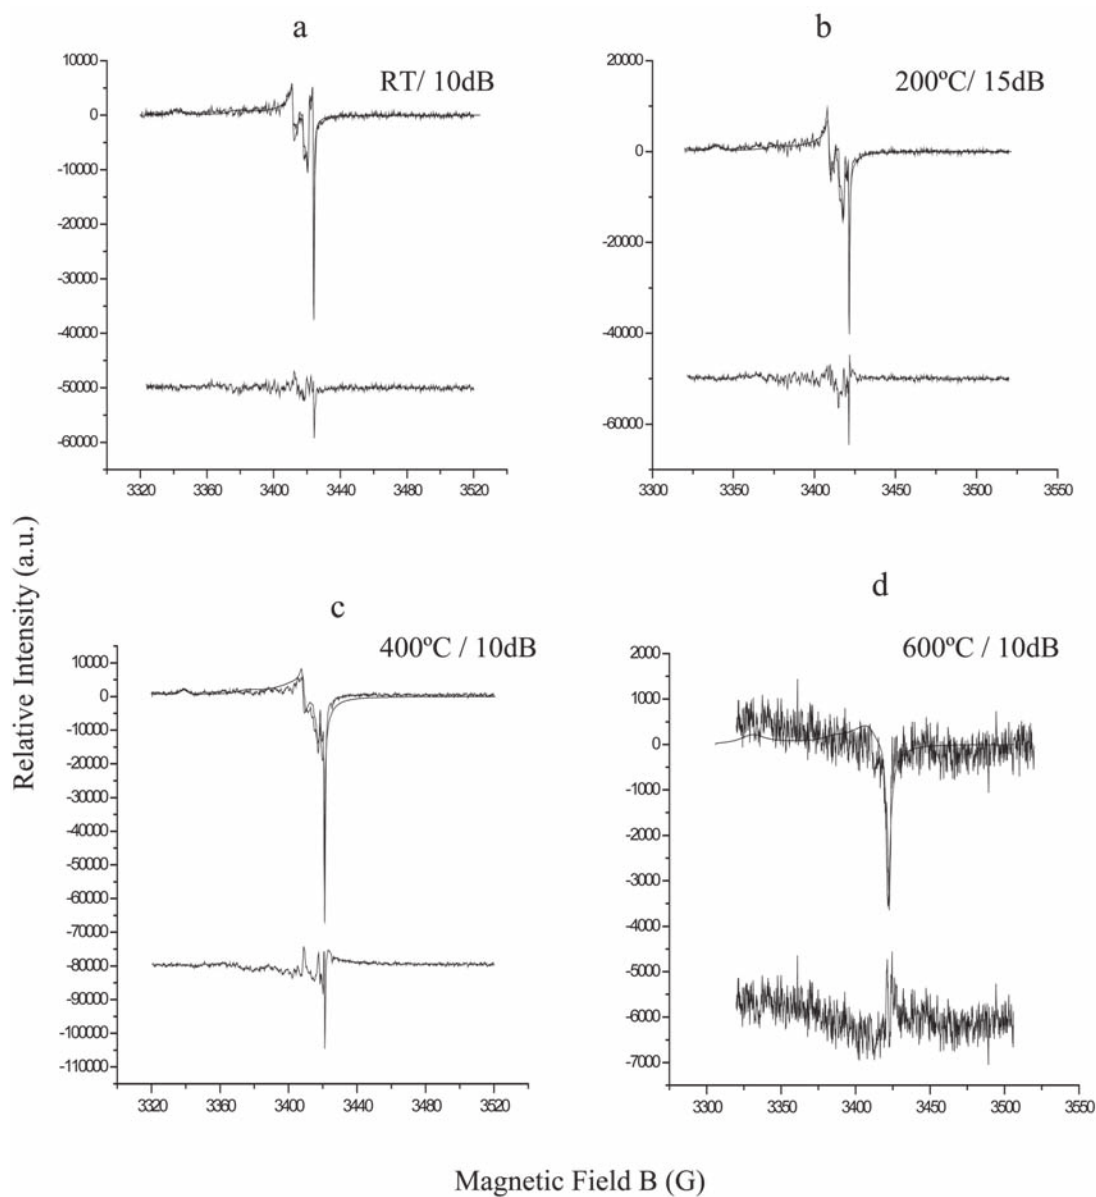 a
RT/ 10dB
10000
0
-10000
-20000
-30000
-40000
-50000
-60000
3320 3360 3400 3440 3480 3520
b
200ºC/ 15dB
20000
0
-20000
-40000
-60000
3300 3350 3400 3450 3500 3550
Relative Intensity (a.u.)
c
400ºC / 10dB
10000
0
-10000
-20000
-30000
-40000
-50000
-60000
-70000
-80000
-90000
-100000
-110000
3320 3360 3400 3440 3480 3520
d
600ºC / 10dB
2000
1000
0
-1000
-2000
-3000
-4000
-5000
-6000
-7000
3300 3350 3400 3450 3500 3550
Magnetic Field B (G)